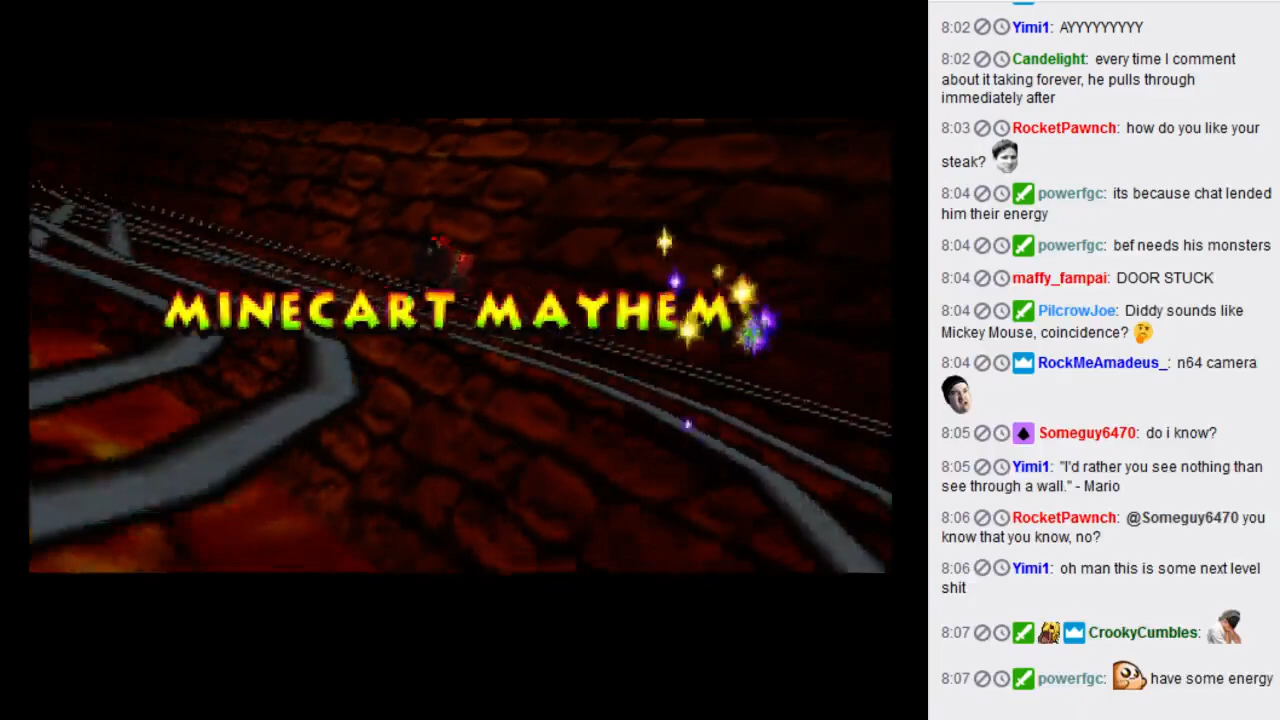 MINECART MAYHEM
8:02 Yimi1: AYYYYYYYYY
8:02 Candelight: every time I comment
about it taking forever, he pulls through
immediately after
8:03 RocketPawnch: how do you like your
steak?
8:04 powerfgc: its because chat lended
him their energy
8:04 powerfgc: bef needs his monsters
8:04 maffy_fampai: DOOR STUCK
8:04 PilcrowJoe: Diddy sounds like
Mickey Mouse, coincidence?
8:04 RockMeAmadeus_: n64 camera
8:05 Someguy6470: do i know?
8:05 Yimi1: "I'd rather you see nothing than
see through a wall." - Mario
8:06 RocketPawnch: @Someguy6470 you
know that you know, no?
8:06 Yimi1: oh man this is some next level
shit
8:07 CrookyCumbles:
8:07 powerfgc: have some energy